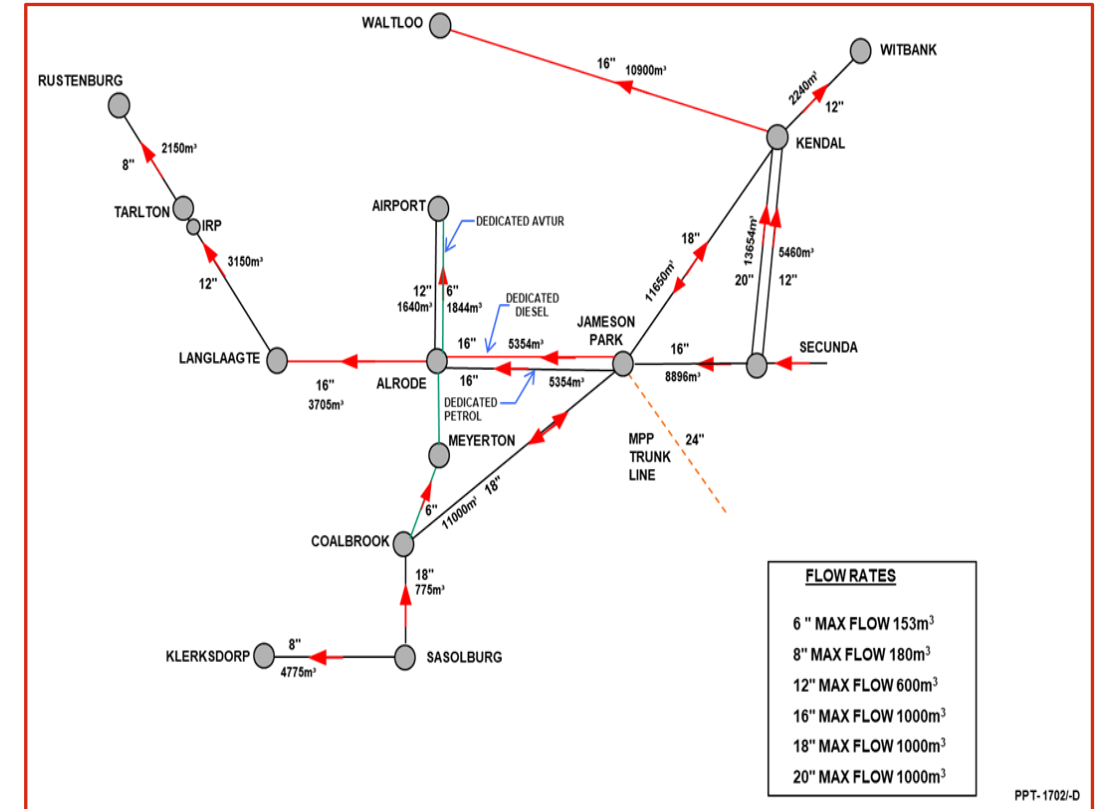 WALTLOO
WITBANK
16"
10900m³
2240m³
12"
KENDAL
RUSTENBURG
2150m³
8"
TARLTON
IRP
3150m³
12"
AIRPORT
DEDICATED AVTUR
12"
1640m³
6"
1844m³
DEDICATED
DIESEL
18"
11650m³
13654m³
20"
5460m³
12"
JAMESON
PARK
SECUNDA
16"
8896m³
LANGLAAGTE
16"
3705m³
ALRODE
16"
5354m³
16"
5354m³
DEDICATED
PETROL
MEYERTON
MPP
TRUNK
LINE
24"
6"
11000m³
18"
COALBROOK
18"
775m³
KLERKSDORP
8"
4775m³
SASOLBURG
FLOW RATES
6 " MAX FLOW 153m³
8" MAX FLOW 180m³
12" MAX FLOW 600m³
16" MAX FLOW 1000m³
18" MAX FLOW 1000m³
20" MAX FLOW 1000m³
PPT- 1702/-D